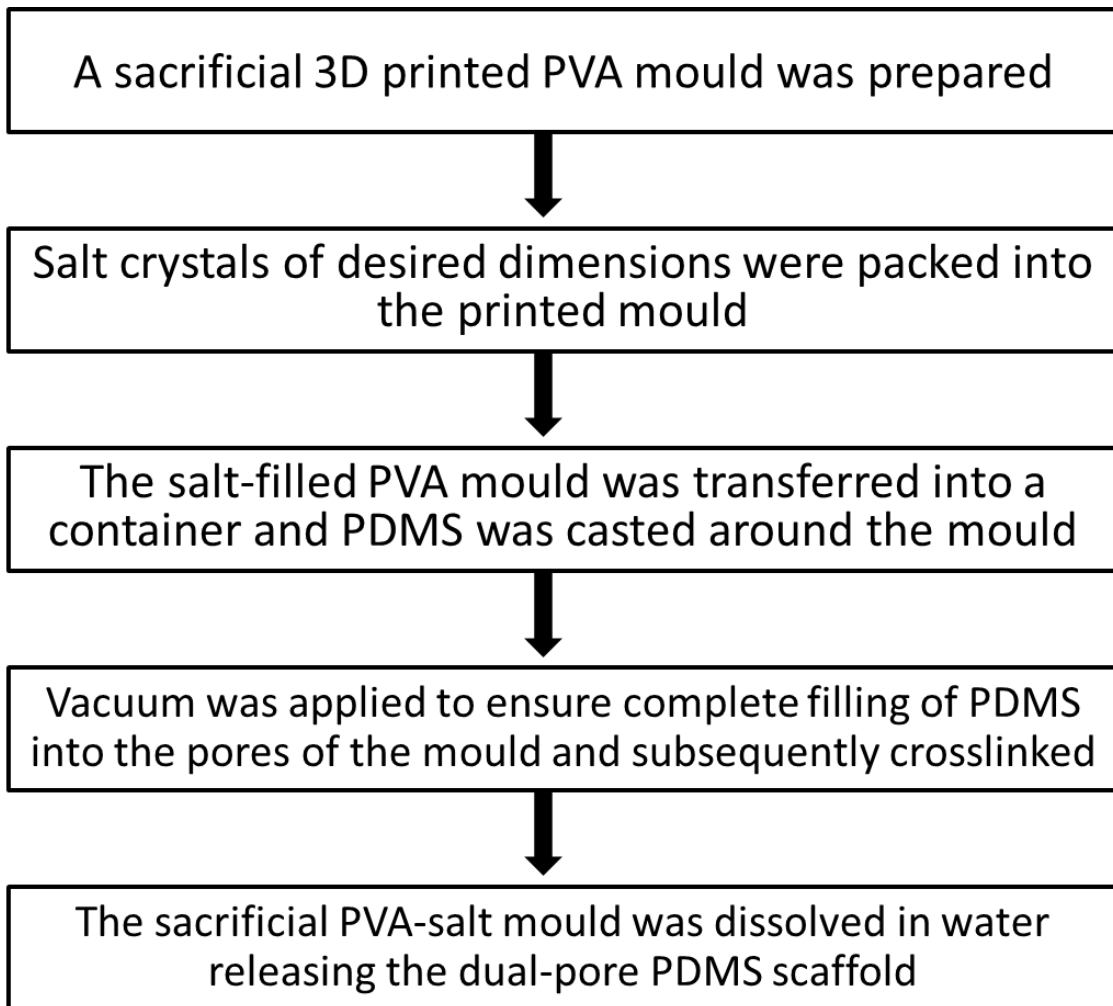 A sacrificial 3D printed PVA mould was prepared
Salt crystals of desired dimensions were packed into
the printed mould
The salt-filled PVA mould was transferred into a
container and PDMS was casted around the mould
Vacuum was applied to ensure complete filling of PDMS
into the pores of the mould and subsequently crosslinked
The sacrificial PVA-salt mould was dissolved in water
releasing the dual-pore PDMS scaffold